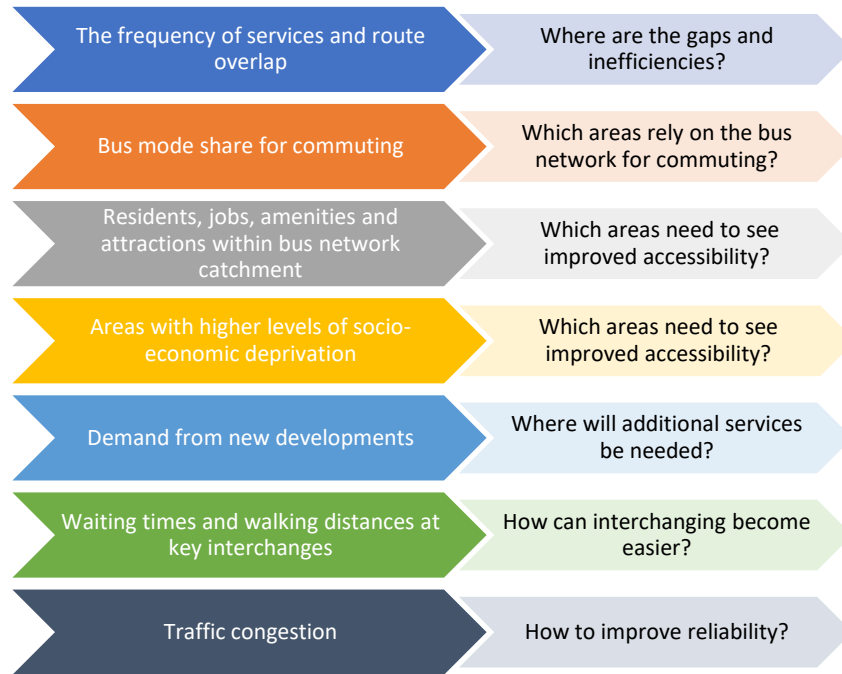 The frequency of services and route
overlap
Where are the gaps and
inefficiencies?
Bus mode share for commuting
Which areas rely on the bus
network for commuting?
Residents, jobs, amenities and
attractions within bus network
catchment
Which areas need to see
improved accessibility?
Areas with higher levels of socio-
economic deprivation
Which areas need to see
improved accessibility?
Demand from new developments
Where will additional services
be needed?
Waiting times and walking distances at
key interchanges
How can interchanging become
easier?
Traffic congestion
How to improve reliability?